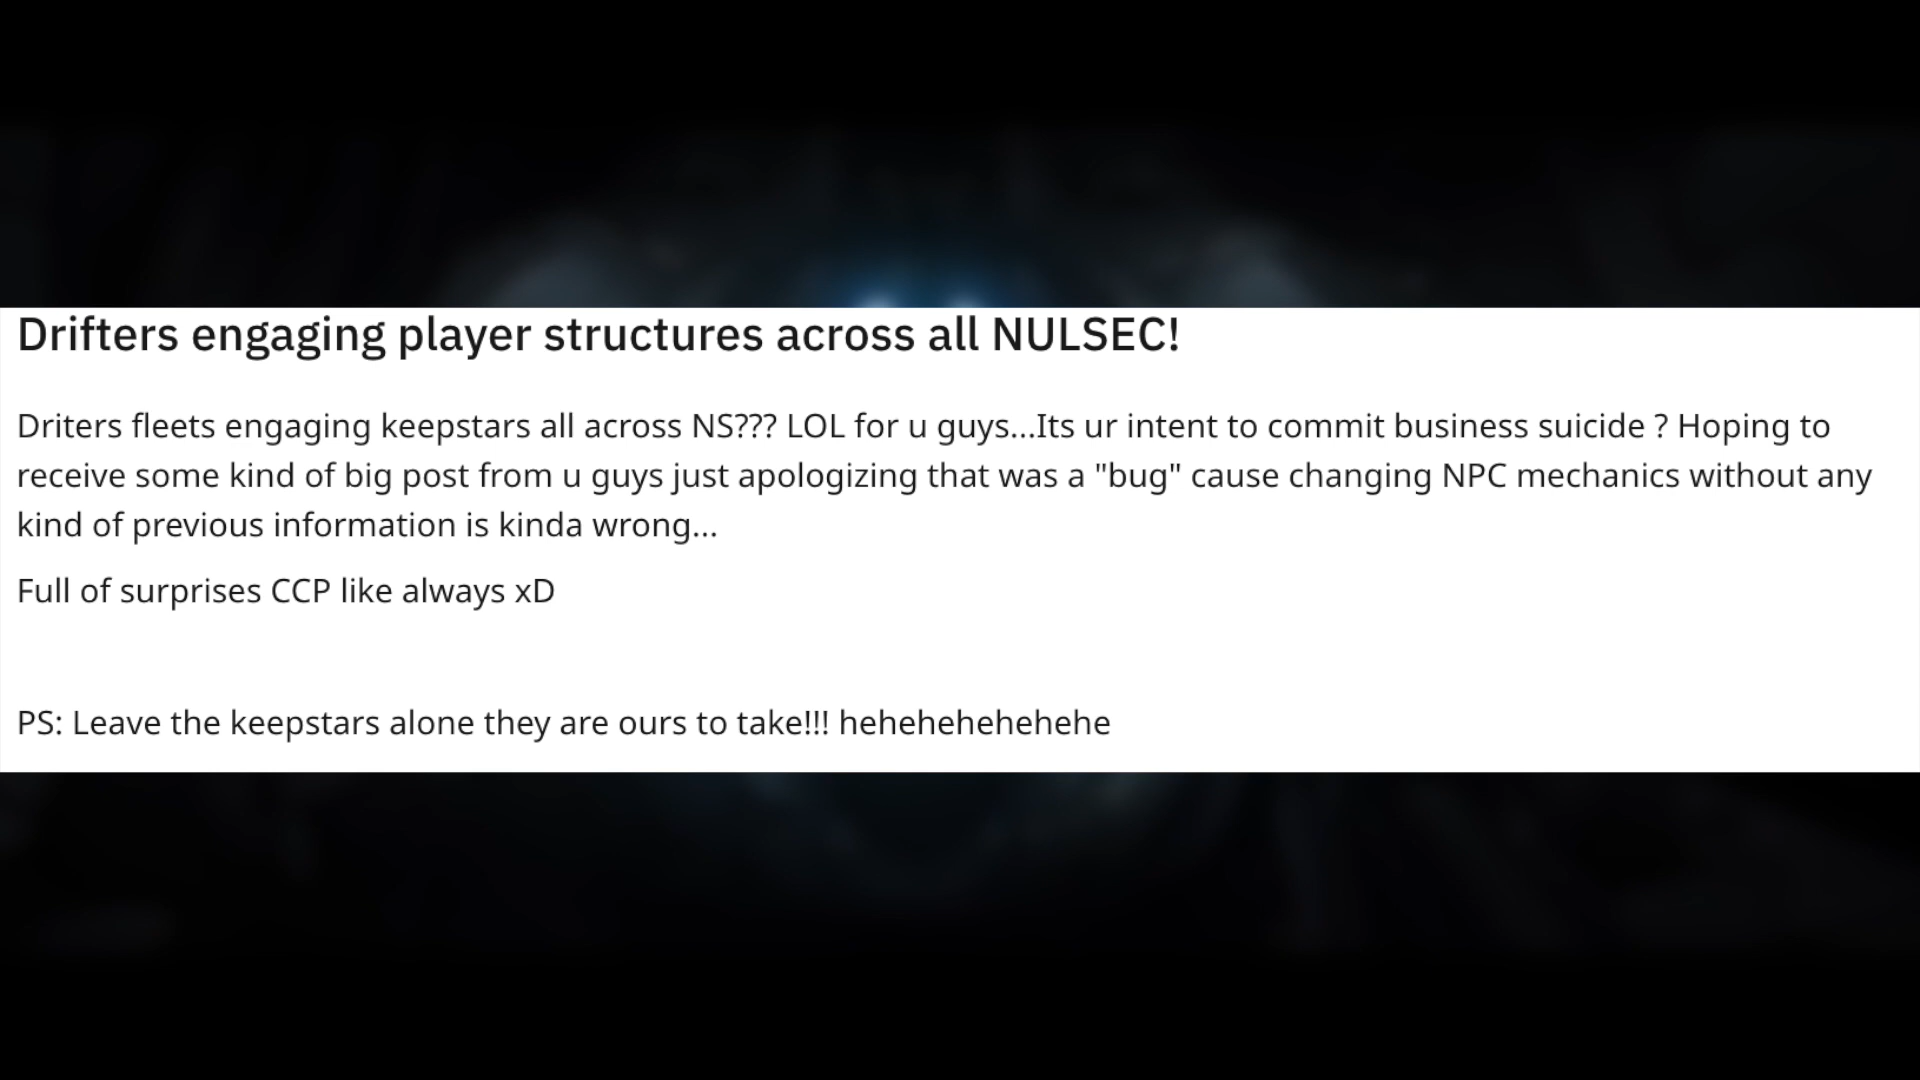 Drifters engaging player structures across all NULSEC!
Driters fleets engaging keepstars all across NS??? LOL for u guys...Its ur intent to commit business suicide ? Hoping to
receive some kind of big post from u guys just apologizing that was a "bug" cause changing NPC mechanics without any
kind of previous information is kinda wrong...
Full of surprises CCP like always xD
PS: Leave the keepstars alone they are ours to take!!! hehehehehehehe